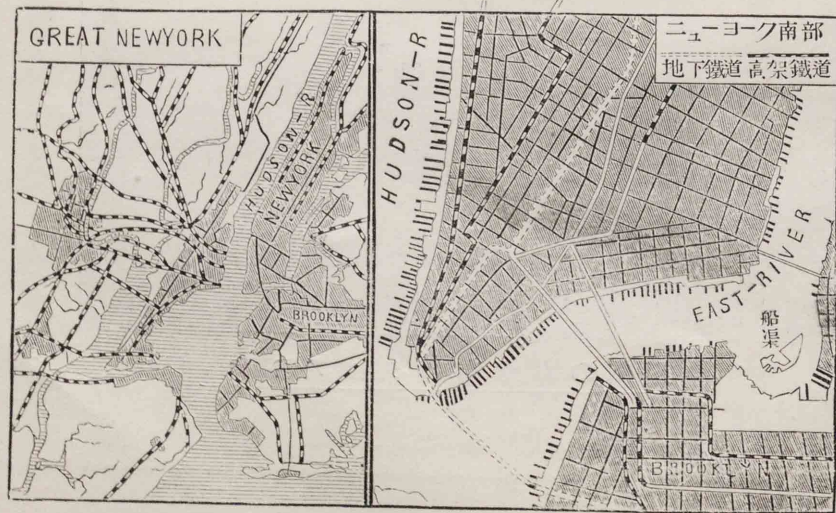 GREAT NEWYORK
HUDSON-R
NEWYORK
BROOKLYN
ニューヨーク南部
地下鐵道 高架鐵道
HUDSON-R
EAST-RIVER
船渠
BROOKLYN